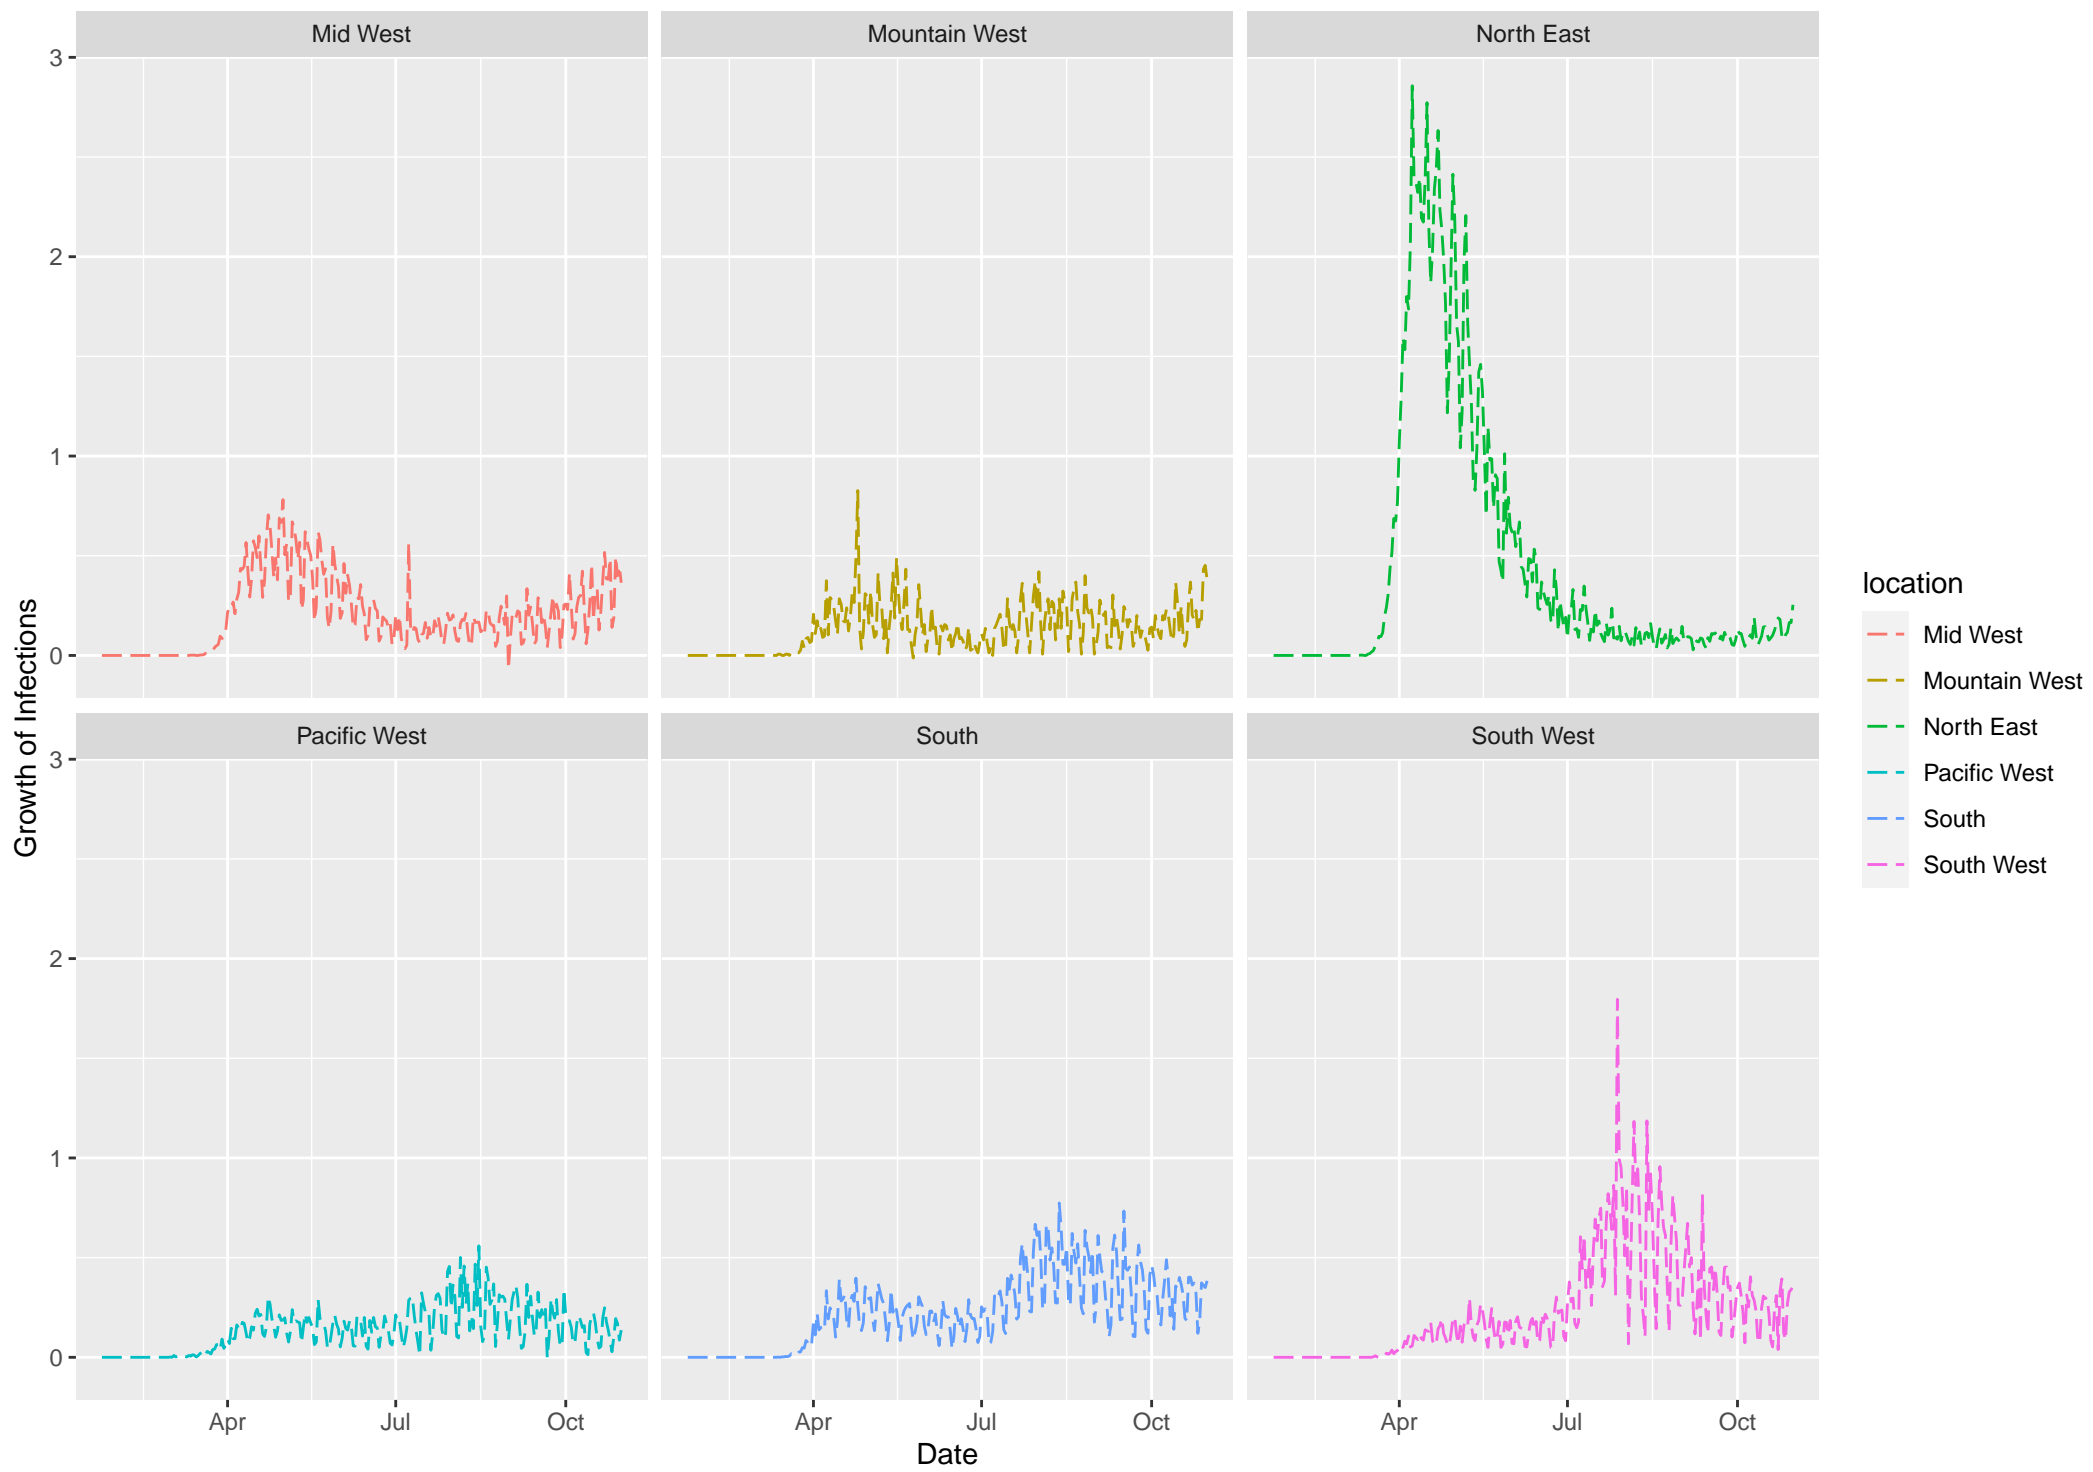 Mid West
Mountain West
North East
3
2
1
0
Pacific West
South
South West
3
2
1
0
Apr
Jul
Oct
Apr
Jul
Oct
Apr
Jul
Oct
Date
Growth of Infections
location
Mid West
Mountain West
North East
Pacific West
South
South West